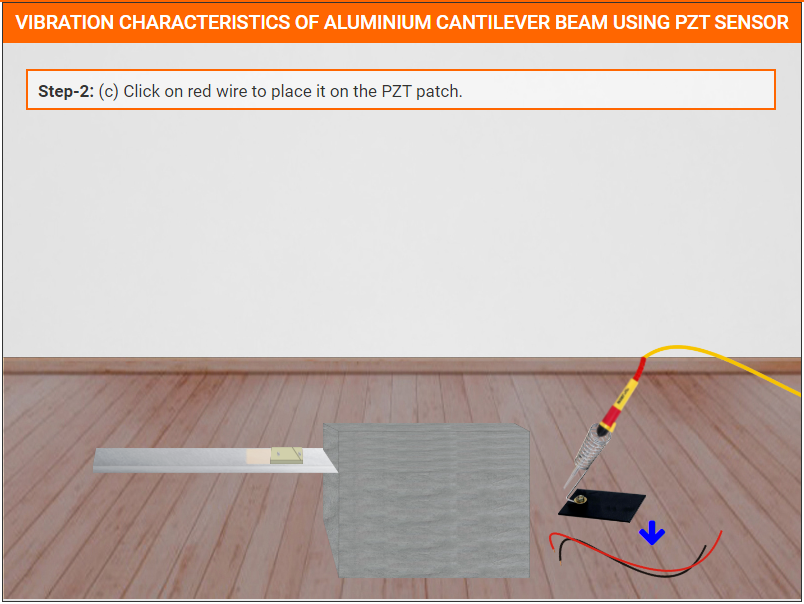 VIBRATION CHARACTERISTICS OF ALUMINIUM CANTILEVER BEAM USING PZT SENSOR
Step-2: (c) Click on red wire to place it on the PZT patch.